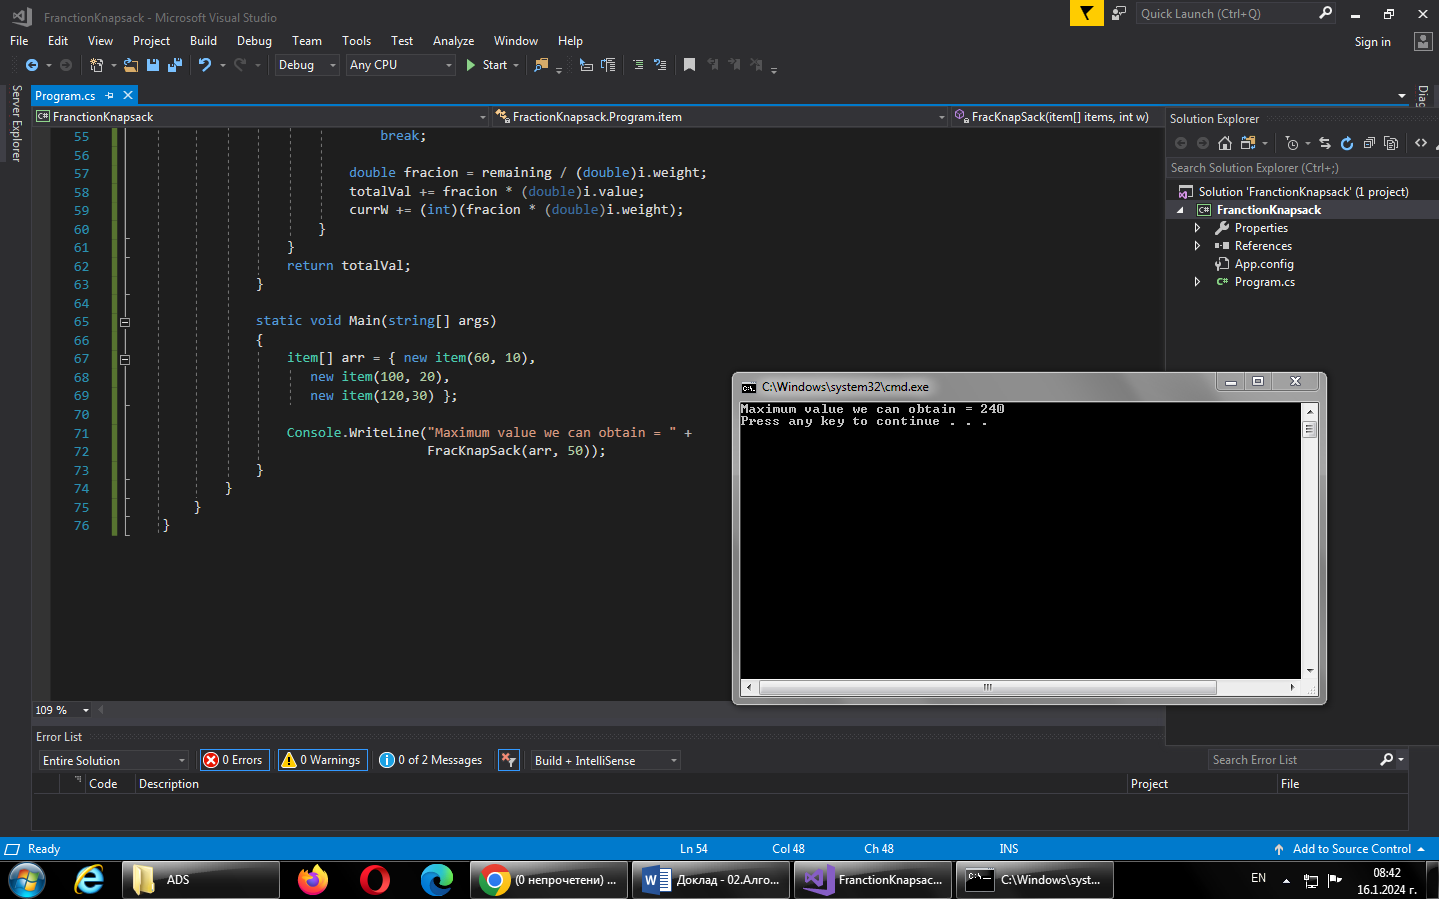 FranctionKnapsack - Microsoft Visual Studio
Quick Launch (Ctrl+Q)
File Edit View Project Build Debug Team Tools Test Analyze Window Help
Sign in
Debug Any CPU Start
Server Explorer
Program.cs
FranctionKnapsack
FractionKnapsack.Program.item
FracKnapSack(item[] items, int w)
55 break;
56
57 double fracion = remaining / (double)i.weight;
58 totalVal += fracion * (double)i.value;
59 currW += (int)(fracion * (double)i.weight);
60 }
61 }
62 return totalVal;
63 }
64
65 static void Main(string[] args)
66 {
67 item[] arr = { new item(60, 10),
68 new item(100, 20),
69 new item(120,30) };
70
71 Console.WriteLine("Maximum value we can obtain = " +
72 FracKnapSack(arr, 50));
73 }
74 }
75 }
76 }
109 %
Solution Explorer
Search Solution Explorer (Ctrl+;)
Solution 'FranctionKnapsack' (1 project)
FranctionKnapsack
Properties
References
App.config
Program.cs
Diag
C:\Windows\system32\cmd.exe
Maximum value we can obtain = 240
Press any key to continue . . .
Error List
Entire Solution 0 Errors 0 Warnings 0 of 2 Messages Build + IntelliSense
Search Error List
Code Description Project File
Ready Ln 54 Col 48 Ch 48 INS Add to Source Control
ADS
(0 непрочетени) ...
Доклад - 02.Алго...
FranctionKnapsac...
C:\Windows\syst...
EN
08:42
16.1.2024 г.